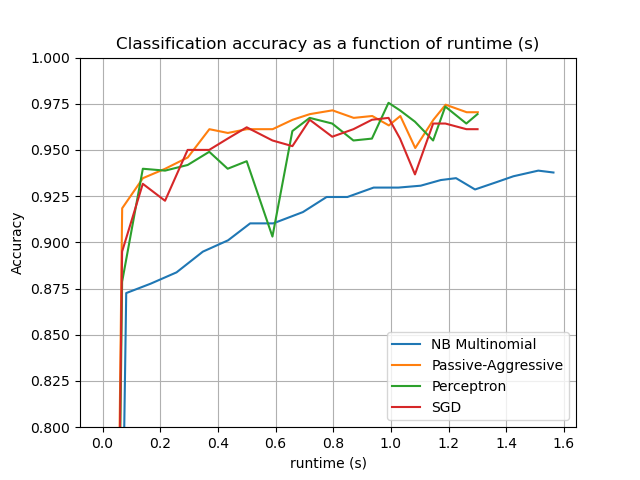 Classification accuracy as a function of runtime (s)
1.000
0.975
0.950
0.925
0.900
0.875
0.850
0.825
0.800
Accuracy
NB Multinomial
Passive-Aggressive
Perceptron
SGD
0.0 0.2 0.4 0.6 0.8 1.0 1.2 1.4 1.6
runtime (s)